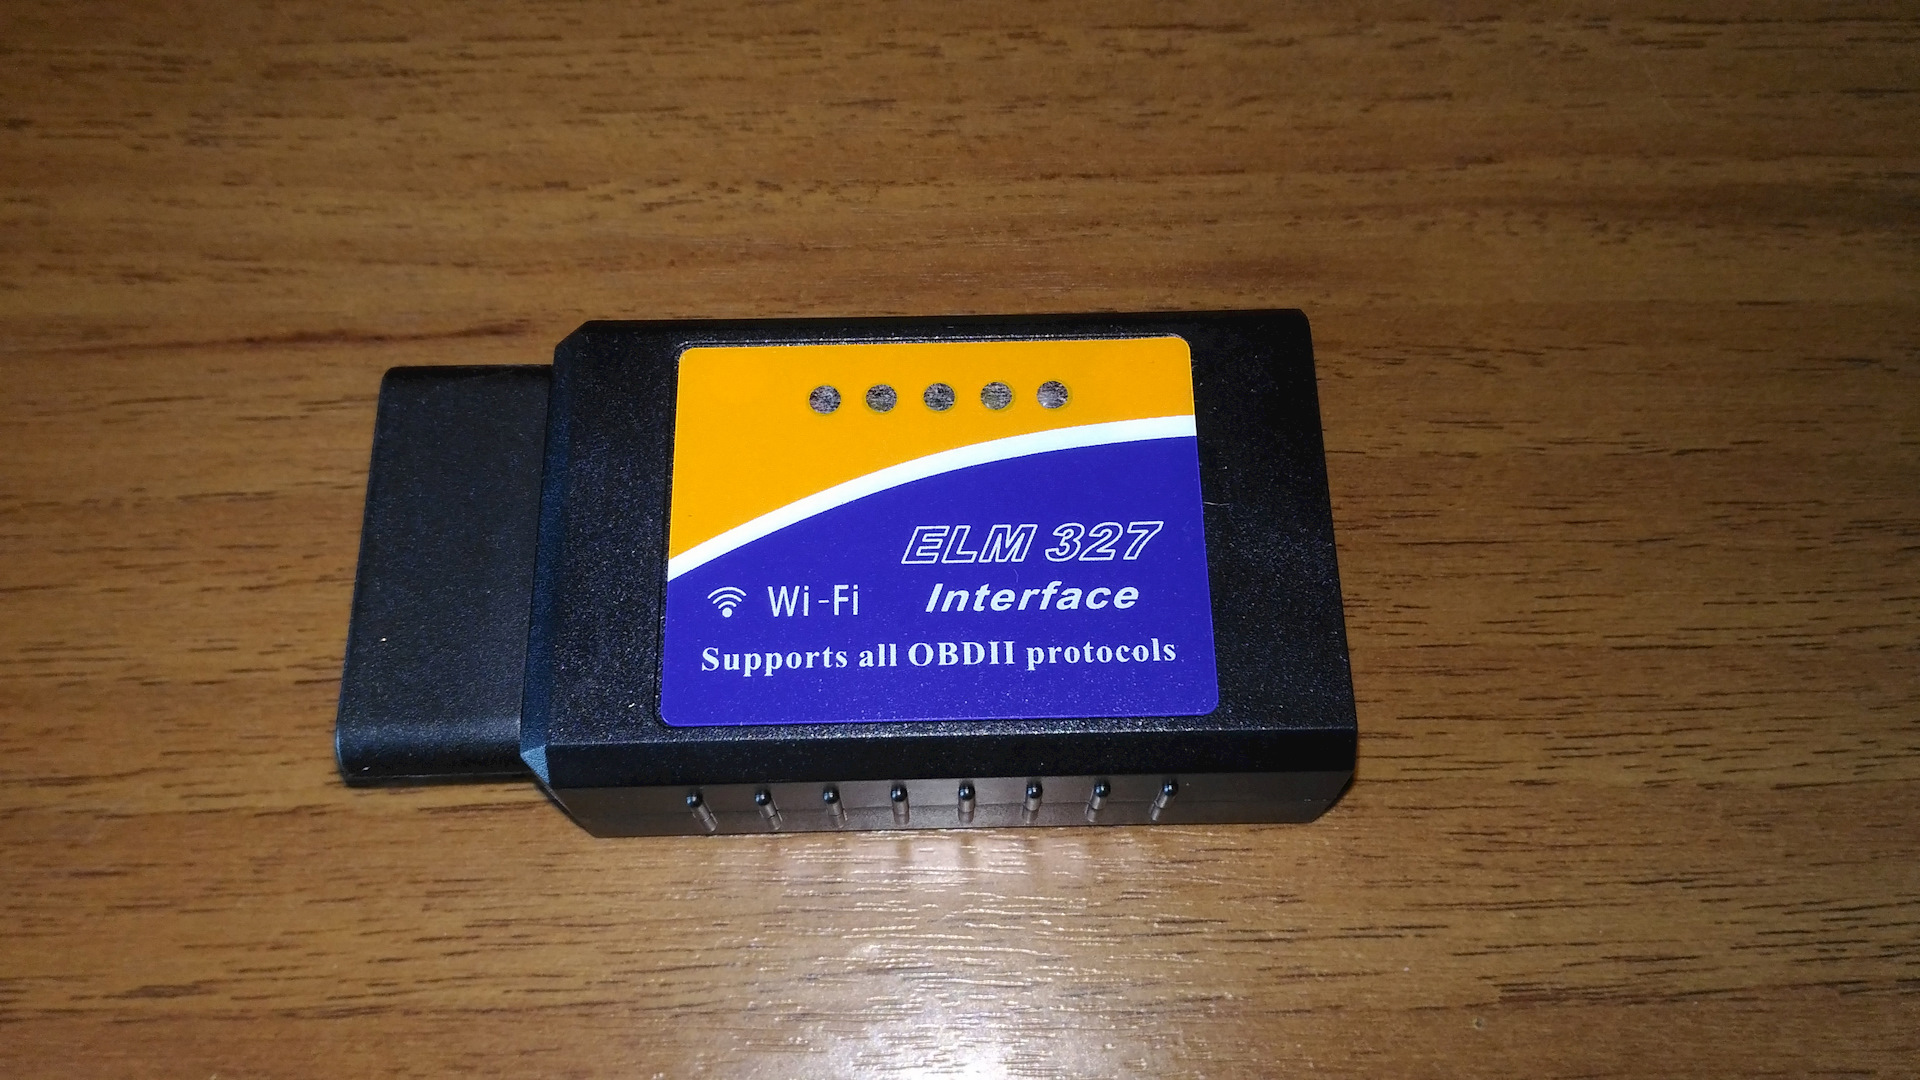 ELM 327
Wi-Fi Interface
Supports all OBDII protocols